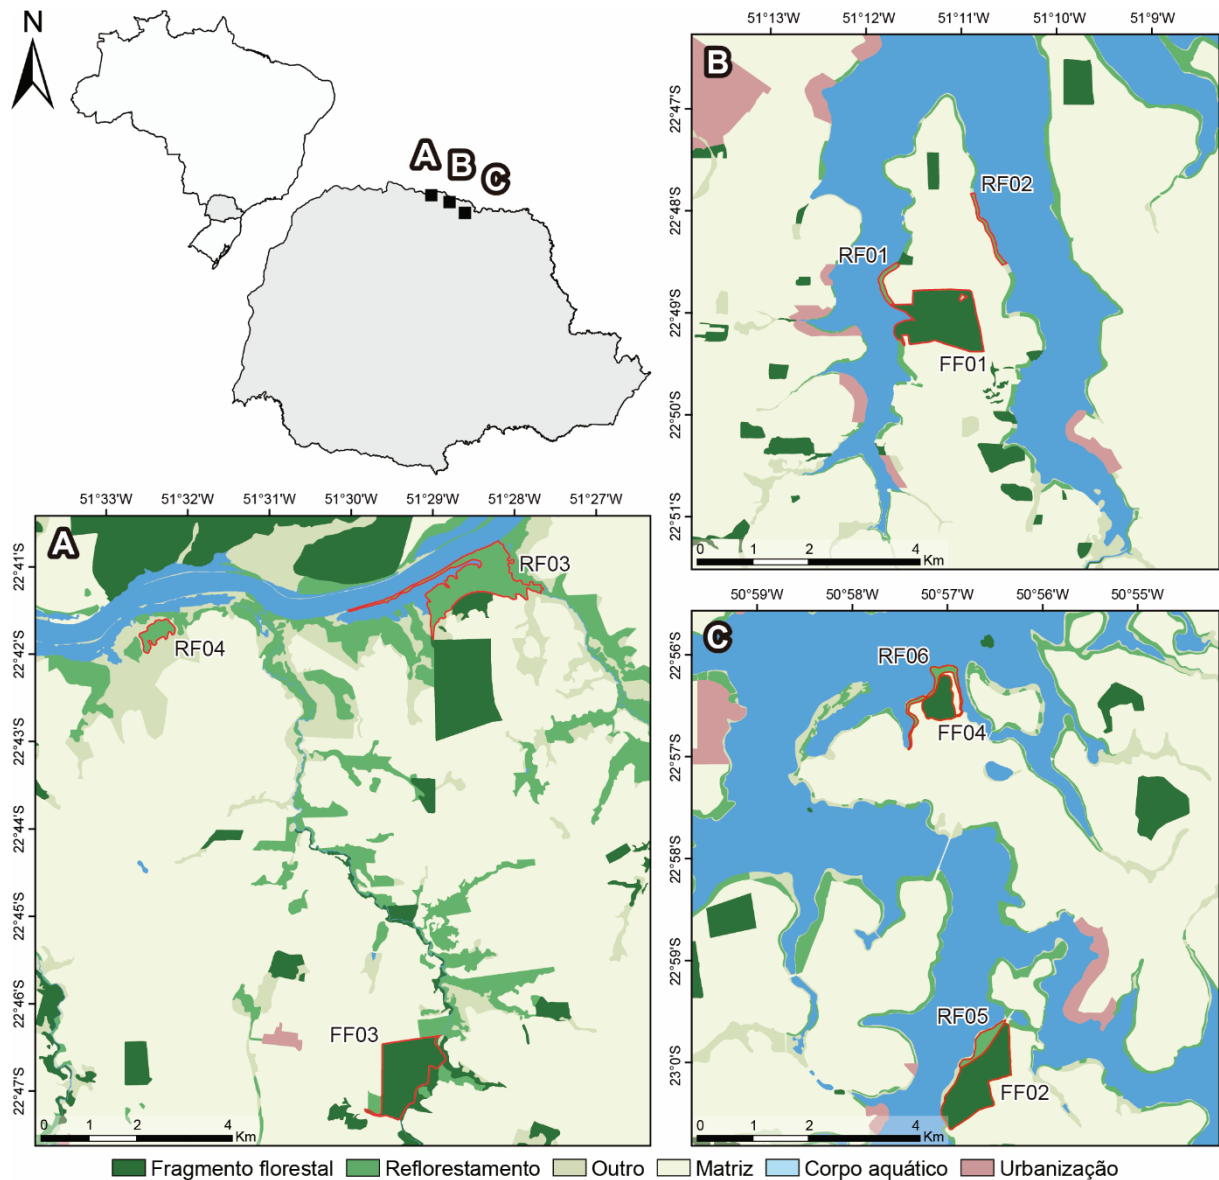 N
A
B
C
51°13'W 51°12'W 51°11'W 51°10'W 51°9'W
B
22°47'S
22°48'S
22°49'S
22°50'S
22°51'S
RF02
RF01
FF01
0 1 2 4
Km
51°33'W 51°32'W 51°31'W 51°30'W 51°29'W 51°28'W 51°27'W
A
22°41'S
22°42'S
22°43'S
22°44'S
22°45'S
22°46'S
22°47'S
RF03
RF04
FF03
0 1 2 4
Km
50°59'W 50°58'W 50°57'W 50°56'W 50°55'W
C
22°56'S
22°57'S
22°58'S
22°59'S
23°0'S
RF06
FF04
RF05
FF02
0 1 2 4
Km
Fragmento florestal Reflorestamento Outro Matriz Corpo aquático Urbanização